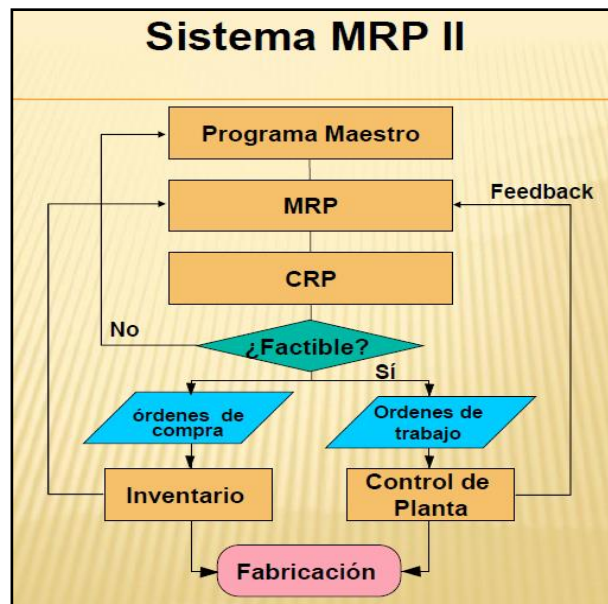 Sistema MRP II
Programa Maestro
MRP
Feedback
CRP
No
¿Factible?
Sí
órdenes de
compra
Ordenes de
trabajo
Inventario
Control de
Planta
Fabricación